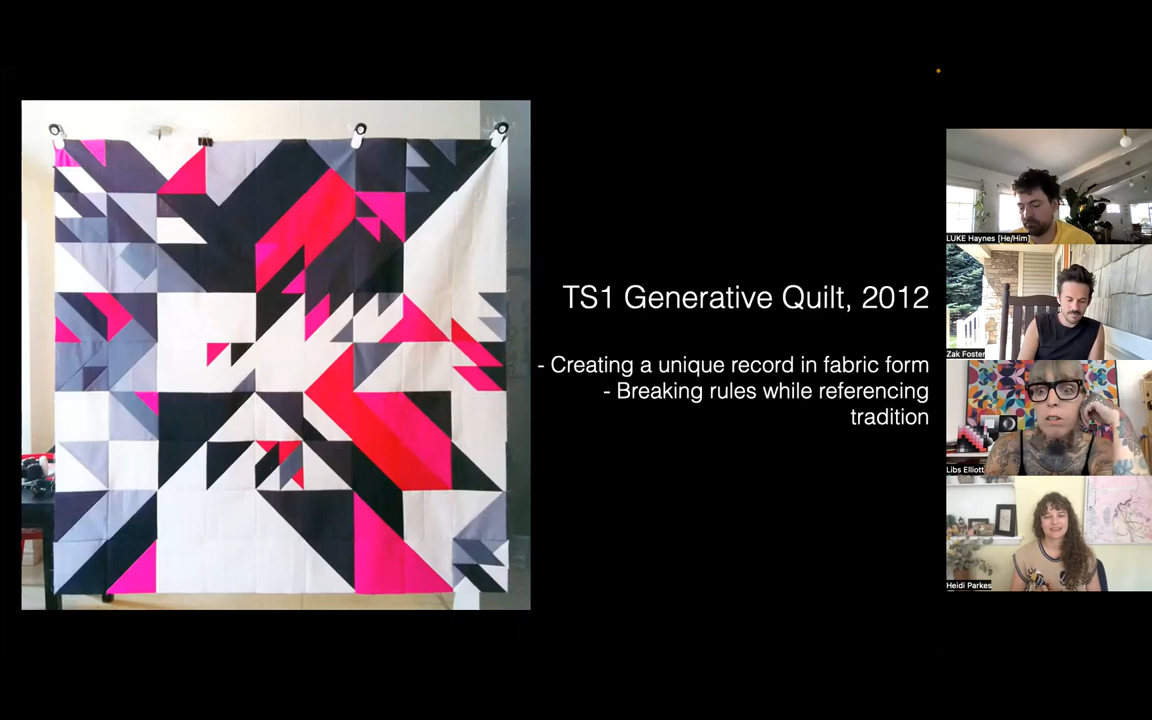 TS1 Generative Quilt, 2012
- Creating a unique record in fabric form
- Breaking rules while referencing
tradition
LUKE Haynes [He/Him]
Zak Foster
Libs Elliott
Heidi Parkes